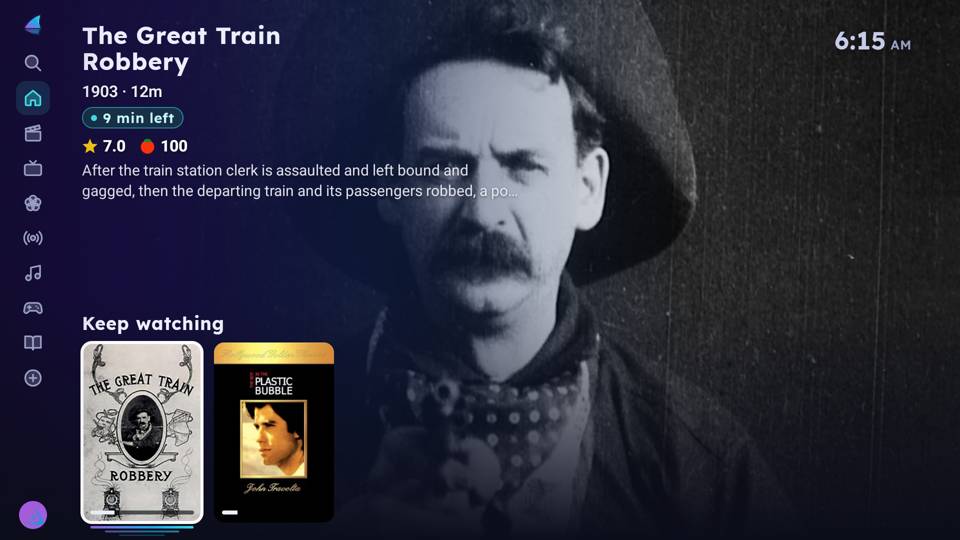 The Great Train
Robbery
6:15 AM
1903 · 12m
9 min left
7.0 100
After the train station clerk is assaulted and left bound and
gagged, then the departing train and its passengers robbed, a po...
Keep watching
THE GREAT TRAIN
ROBBERY
PLASTIC
BUBBLE
John Travolta